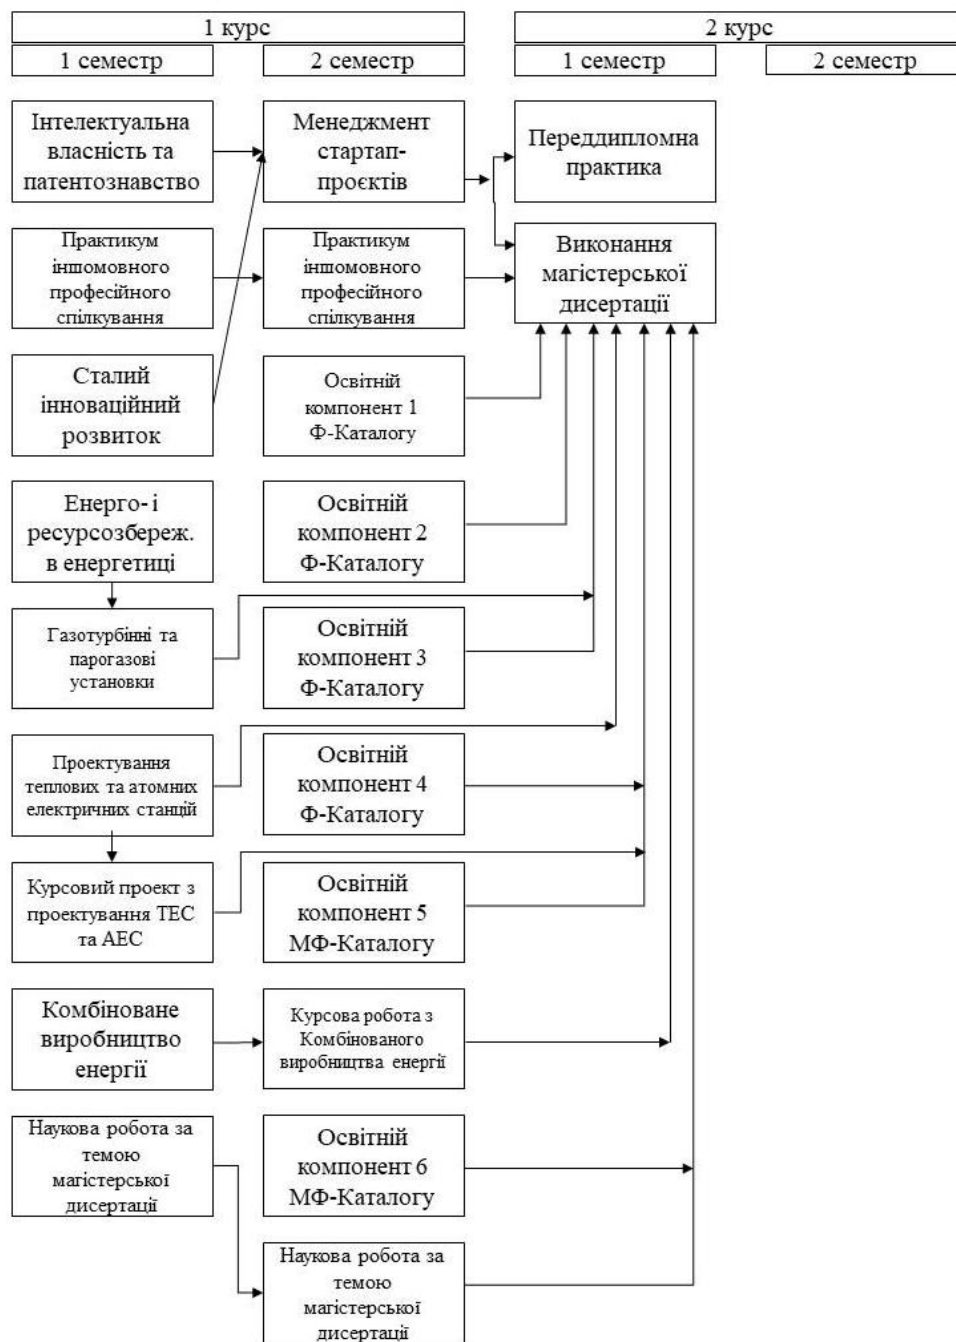 1 курс
2 курс
1 семестр
2 семестр
1 семестр
2 семестр
Інтелектуальна
власність та
патентознавство
Менеджмент
стартап-
проєктів
Переддипломна
практика
Практикум
іншомовного
професійного
спілкування
Практикум
іншомовного
професійного
спілкування
Виконання
магістерської
дисертації
Сталий
інноваційний
розвиток
Освітній
компонент 1
Ф-Каталогу
Енерго- і
ресурсозбереж.
в енергетиці
Освітній
компонент 2
Ф-Каталогу
Газотурбінні та
парогазові
установки
Освітній
компонент 3
Ф-Каталогу
Проектування
теплових та атомних
електричних станцій
Освітній
компонент 4
Ф-Каталогу
Курсовий проект з
проектування ТЕС
та АЕС
Освітній
компонент 5
МФ-Каталогу
Комбіноване
виробництво
енергії
Курсова робота з
Комбінованого
виробництва енергії
Наукова робота за
темою
магістерської
дисертації
Освітній
компонент 6
МФ-Каталогу
Наукова робота за
темою
магістерської
дисертації